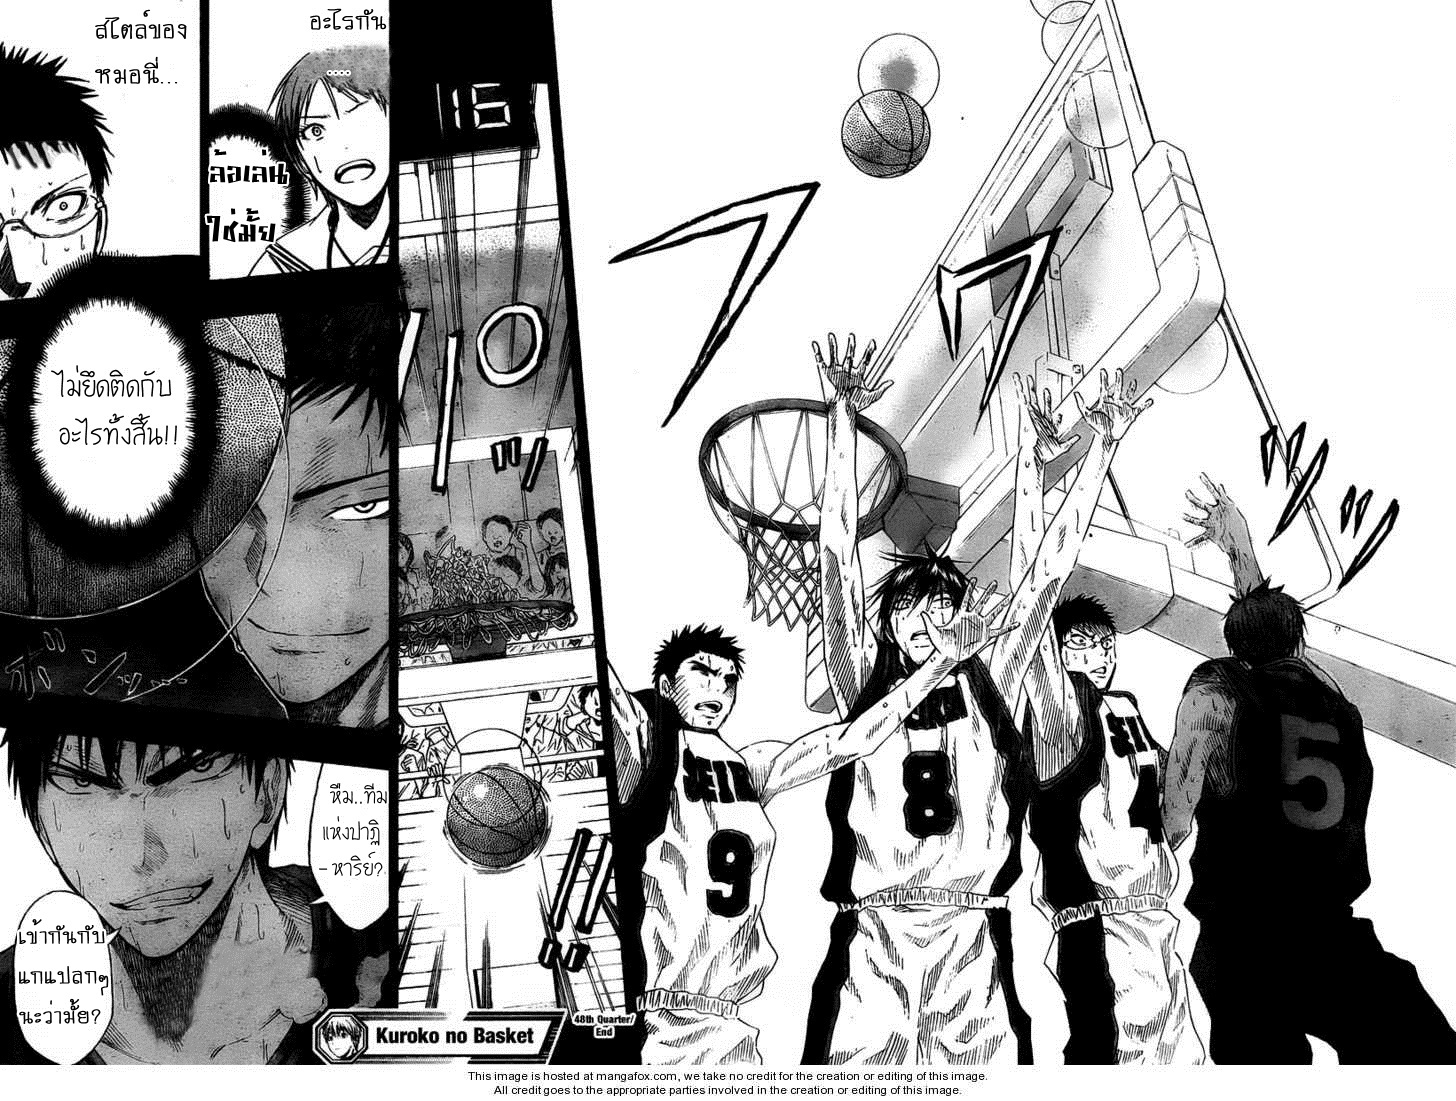 อะไรกัน
....
ล้อเล่น
ใช่มั้ย
สไตล์ของ
หมอนี่...
ไม่ยึดติดกับ
อะไรทั้งสิ้น!!
หืม..ทีม
แห่งปาฏิ
- หาริย์?
เข้ากันกับ
แกแปลกๆ
นะว่ามั้ย?
16
SEIR
9
8
SEI
4
5
Kuroko no Basket
48th Quarter/
End
This image is hosted at mangafox.com, we take no credit for the creation or editing of this image.
All credit goes to the appropriate parties involved in the creation or editing of this image.